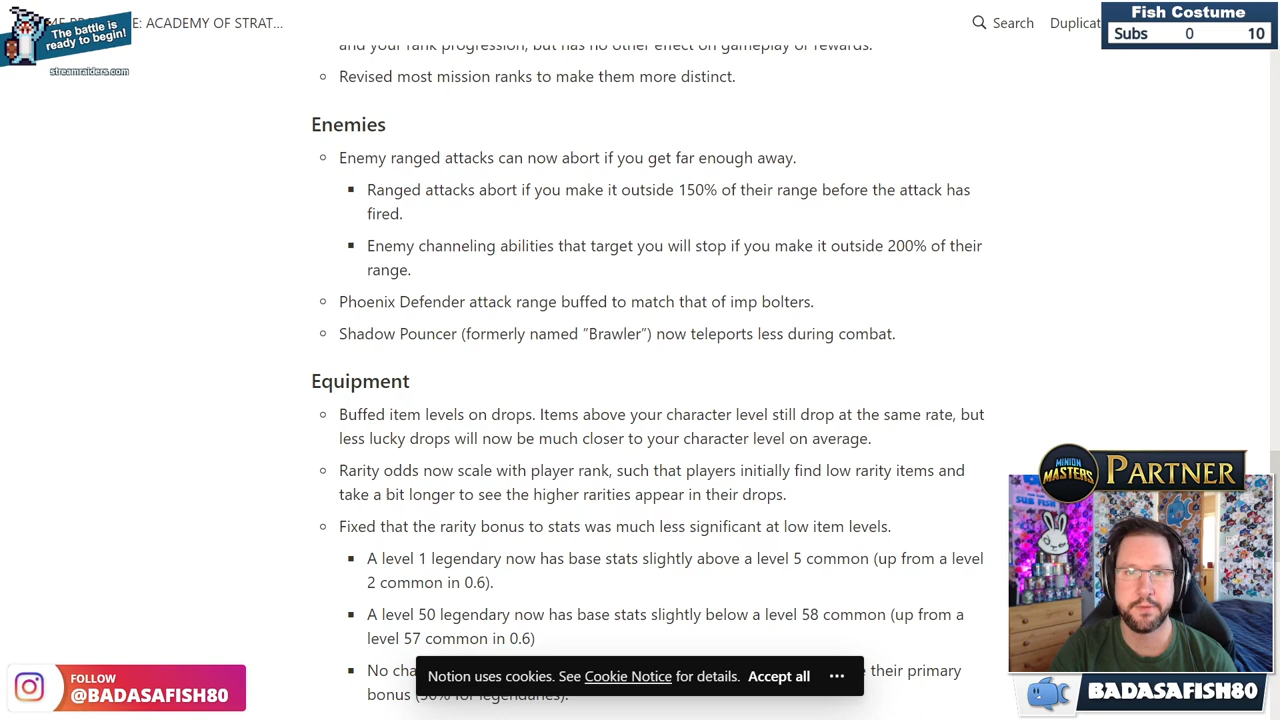 The battle is
ready to begin!
streamraiders.com
E: ACADEMY OF STRAT...
Search
Duplicat
Fish Costume
Subs 0 10
and your rank progression, but has no other effect on gameplay or rewards.
Revised most mission ranks to make them more distinct.
Enemies
Enemy ranged attacks can now abort if you get far enough away.
Ranged attacks abort if you make it outside 150% of their range before the attack has
fired.
Enemy channeling abilities that target you will stop if you make it outside 200% of their
range.
Phoenix Defender attack range buffed to match that of imp bolters.
Shadow Pouncer (formerly named “Brawler”) now teleports less during combat.
Equipment
Buffed item levels on drops. Items above your character level still drop at the same rate, but
less lucky drops will now be much closer to your character level on average.
Rarity odds now scale with player rank, such that players initially find low rarity items and
take a bit longer to see the higher rarities appear in their drops.
Fixed that the rarity bonus to stats was much less significant at low item levels.
A level 1 legendary now has base stats slightly above a level 5 common (up from a level
2 common in 0.6).
A level 50 legendary now has base stats slightly below a level 58 common (up from a
level 57 common in 0.6)
No cha
their primary
bonus
legendaries).
Notion uses cookies. See Cookie Notice for details. Accept all
MINION
MASTERS
PARTNER
FOLLOW
@BADASAFISH80
BADASAFISH80